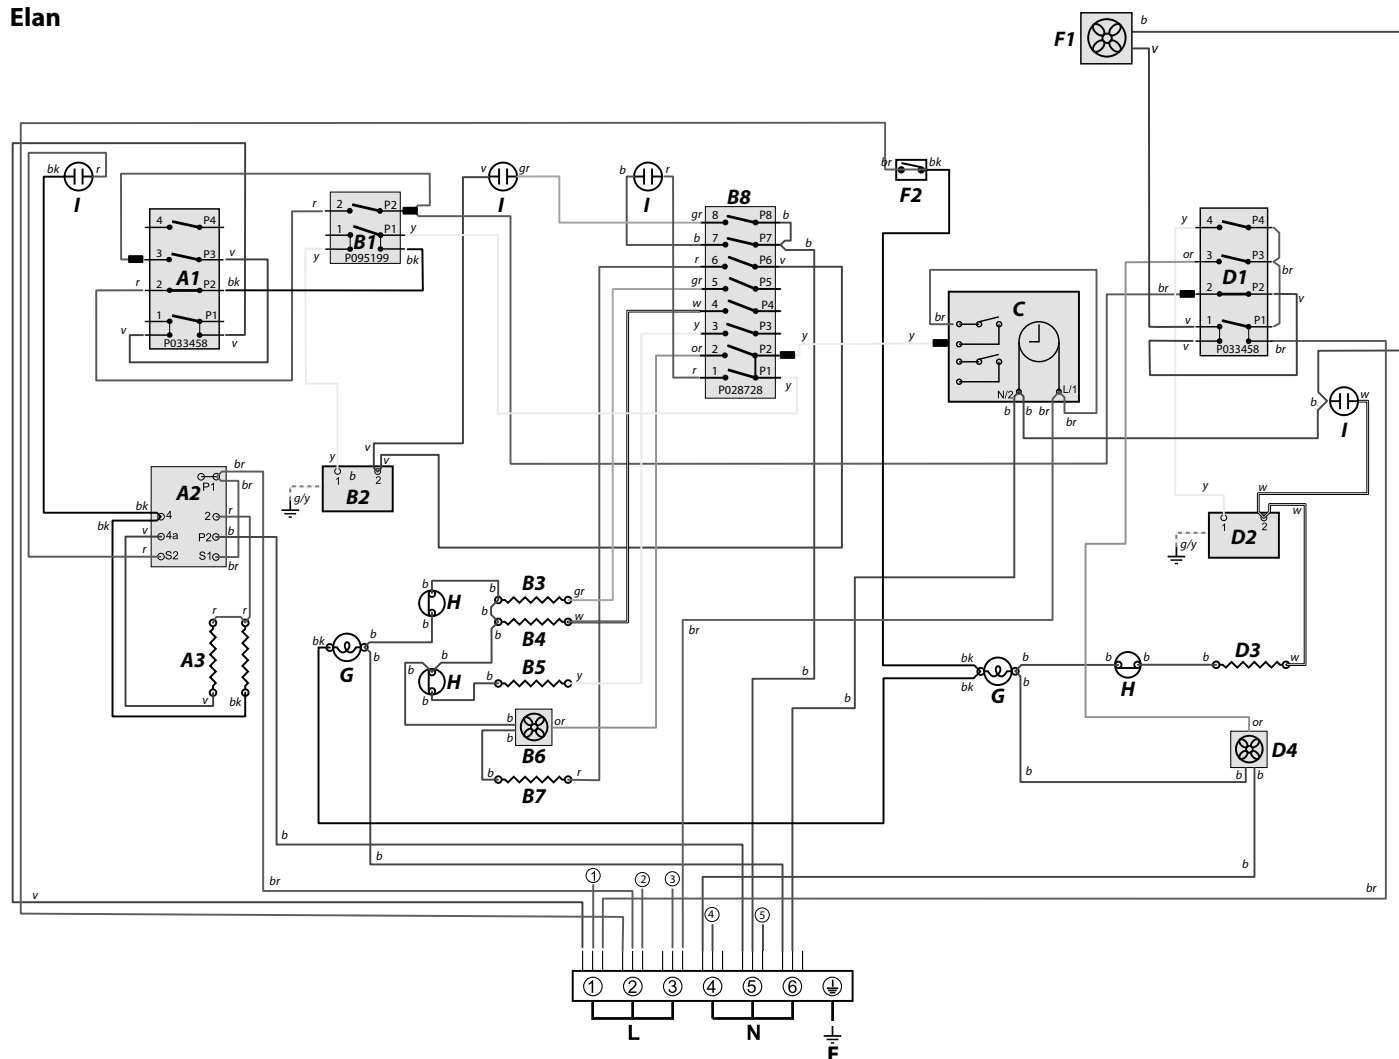 Elan
F1
b
v
bk
r
I
v
gr
I
b
r
I
br
bk
F2
4
P4
3
P3
v
A1
r
2
P2
bk
1
P1
v
v
P033458
r
2
P2
y
1
P1
B1
y
bk
P095199
B8
gr
8
P8
b
b
7
P7
b
r
6
P6
v
gr
5
P5
w
4
P4
y
3
P3
or
2
P2
y
r
1
P1
y
P028728
y
br
C
N/2
L/1
b
b
br
br
y
4
P4
or
3
P3
br
D1
br
2
P2
v
v
1
P1
v
br
P033458
b
w
I
A2
P1
br
br
bk
4
2
r
bk
v
4a
P2
b
r
S2
S1
br
y
v
v
1
b
2
B2
g/y
y
w
w
1
2
D2
g/y
r
r
A3
v
bk
b
H
b
b
B3
gr
b
b
B4
w
bk
b
G
b
b
b
H
b
b
B5
y
b
b
B6
or
b
B7
r
br
b
b
bk
bk
G
b
b
b
H
b
b
D3
w
or
D4
b
b
b
b
b
b
br
v
br
1
2
3
4
5
1
2
3
4
5
6
L
N
E